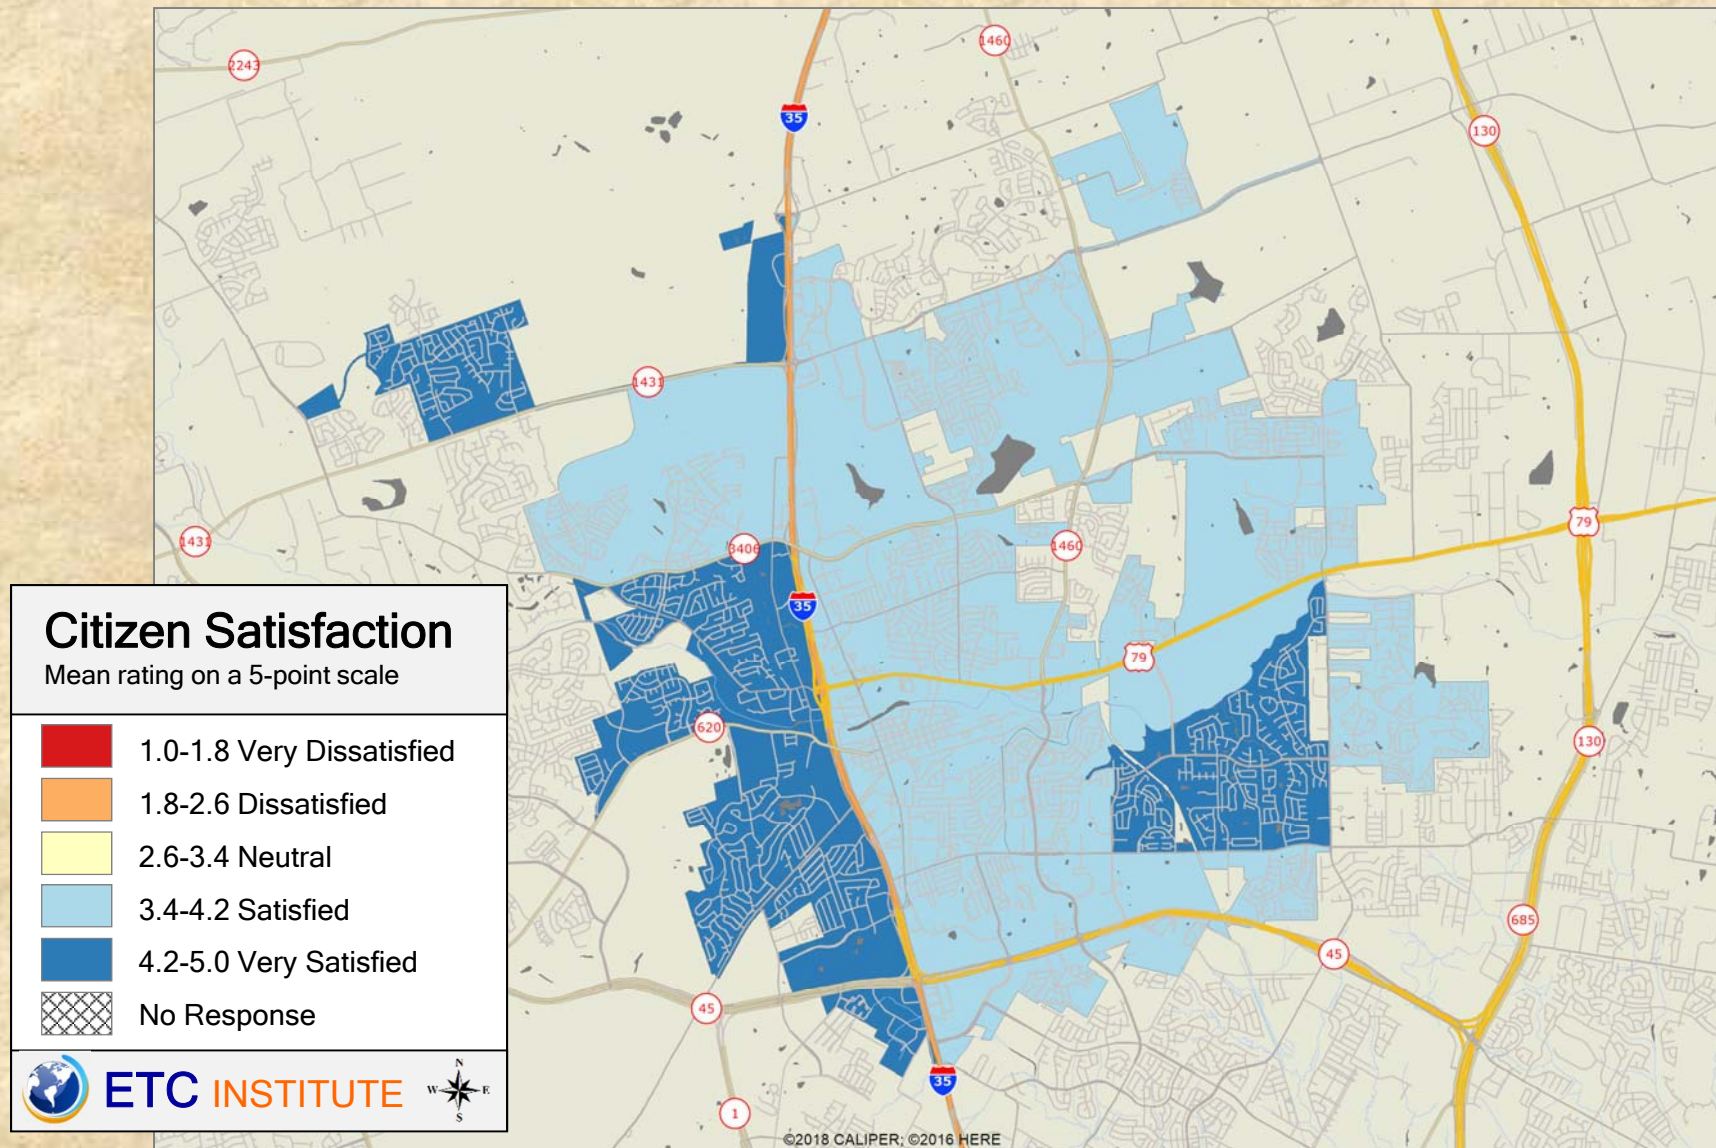 2243
1460
35
130
1431
1431
3406
1460
79
35
79
620
130
685
45
45
35
1
Citizen Satisfaction
Mean rating on a 5-point scale
1.0-1.8 Very Dissatisfied
1.8-2.6 Dissatisfied
2.6-3.4 Neutral
3.4-4.2 Satisfied
4.2-5.0 Very Satisfied
No Response
ETC INSTITUTE
N
W E
S
©2018 CALIPER; ©2016 HERE